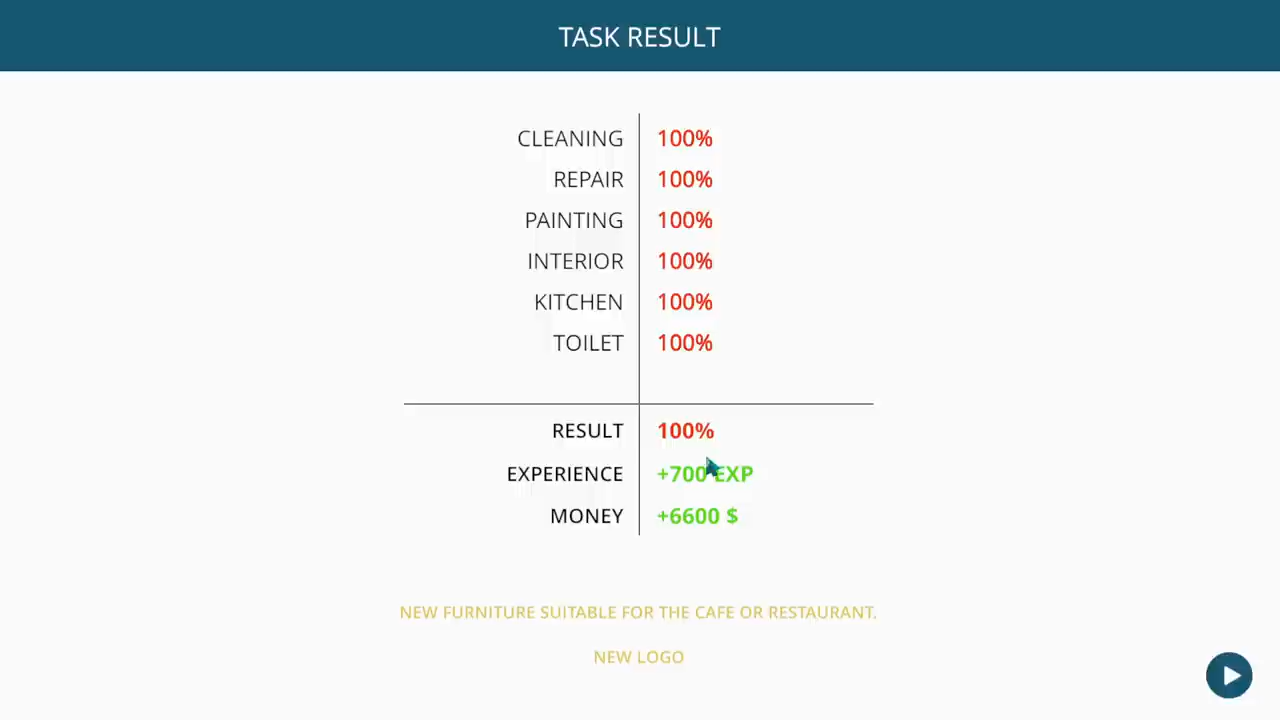 TASK RESULT
CLEANING 100%
REPAIR 100%
PAINTING 100%
INTERIOR 100%
KITCHEN 100%
TOILET 100%
RESULT 100%
EXPERIENCE +700 EXP
MONEY +6600 $
NEW FURNITURE SUITABLE FOR THE CAFE OR RESTAURANT.
NEW LOGO